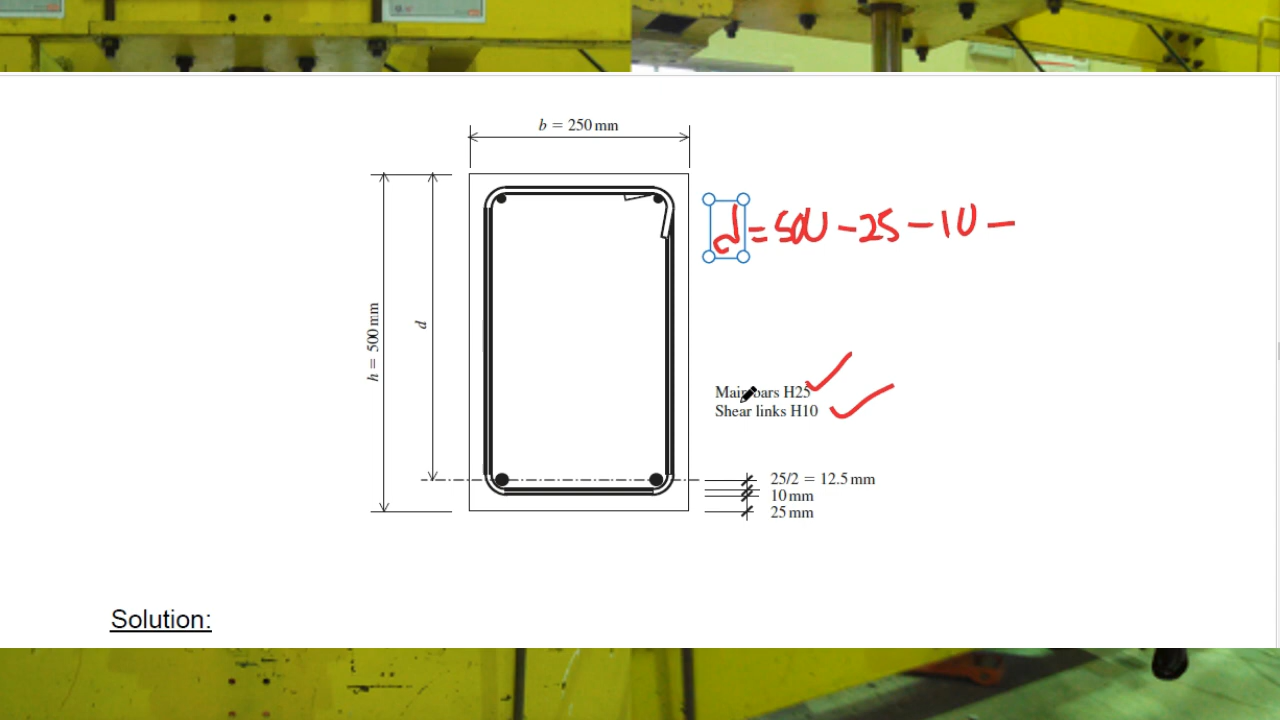 b = 250 mm
d = 500 - 25 - 10 -
h = 500 mm
d
Main bars H25
Shear links H10
25/2 = 12.5 mm
10 mm
25 mm
Solution: